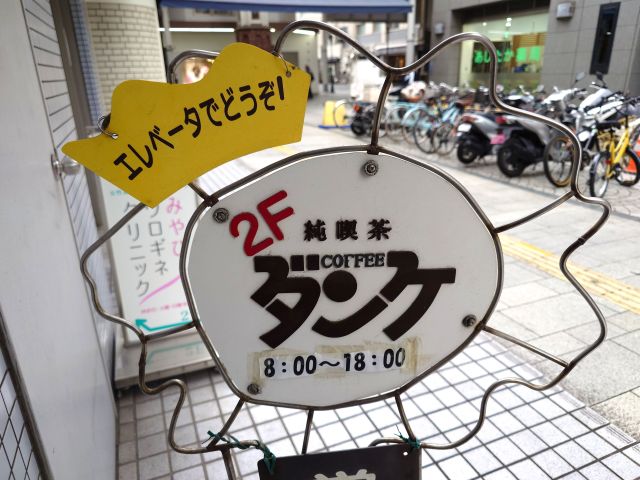 エレベータでどうぞ!
2F
純喫茶
COFFEE
ダンケ
8:00〜18:00
みやび
ウロギネ
クリニック